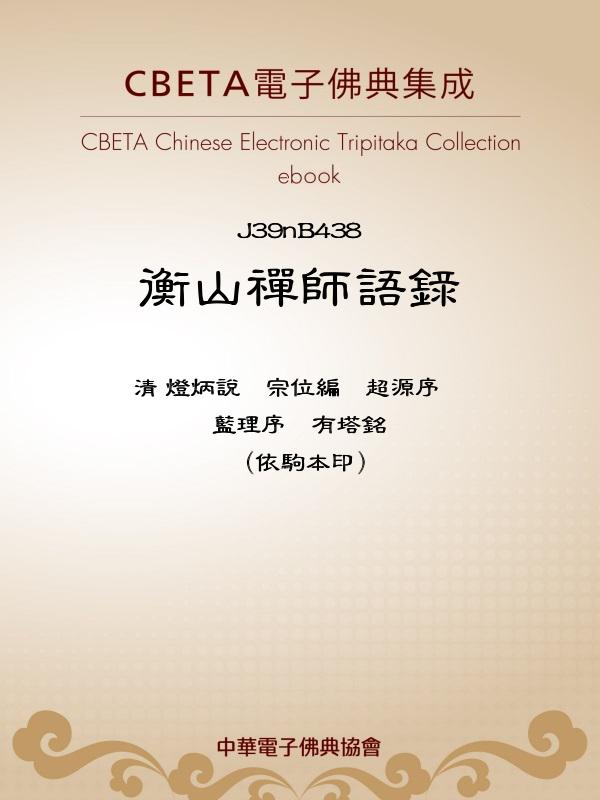 CBETA電子佛典集成
CBETA Chinese Electronic Tripitaka Collection
ebook
J39nB438
衡山禪師語錄
清 燈炳說　宗位編　超源序
藍理序　有塔銘
（依駒本印）
中華電子佛典協會